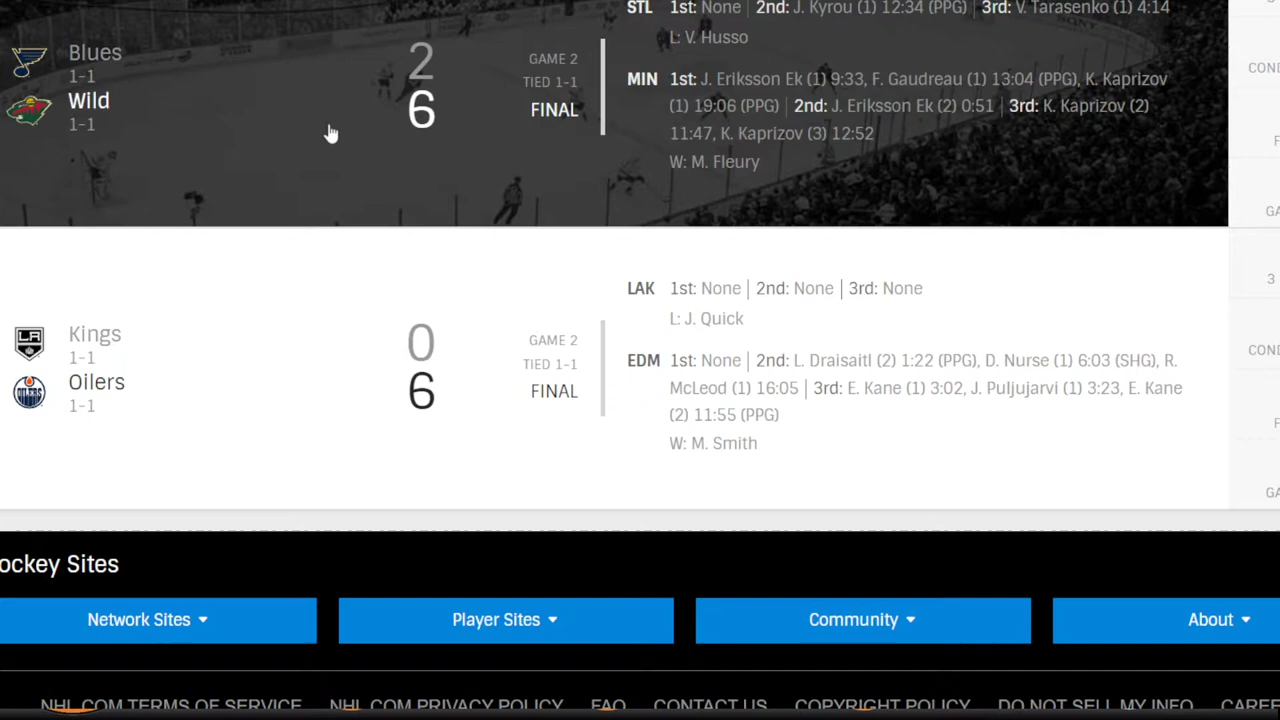 STL 1st: None | 2nd: J. Kyrou (1) 12:34 (PPG) | 3rd: V. Tarasenko (1) 4:14
L: V. Husso
Blues
1-1
Wild
1-1
2
6
GAME 2
TIED 1-1
FINAL
MIN 1st: J. Eriksson Ek (1) 9:33, F. Gaudreau (1) 13:04 (PPG), K. Kaprizov
(1) 19:06 (PPG) | 2nd: J. Eriksson Ek (2) 0:51 | 3rd: K. Kaprizov (2)
11:47, K. Kaprizov (3) 12:52
W: M. Fleury
COND
Kings
1-1
Oilers
1-1
0
6
GAME 2
TIED 1-1
FINAL
LAK 1st: None | 2nd: None | 3rd: None
L: J. Quick
EDM 1st: None | 2nd: L. Draisaitl (2) 1:22 (PPG), D. Nurse (1) 6:03 (SHG), R.
McLeod (1) 16:05 | 3rd: E. Kane (1) 3:02, J. Puljujarvi (1) 3:23, E. Kane
(2) 11:55 (PPG)
W: M. Smith
F
GA
3
COND
F
GA
ockey Sites
Network Sites
Player Sites
Community
About
NHL.COM TERMS OF SERVICE
NHL.COM PRIVACY POLICY
FAQ
CONTACT US
COPYRIGHT POLICY
DO NOT SELL MY INFO
CAREE